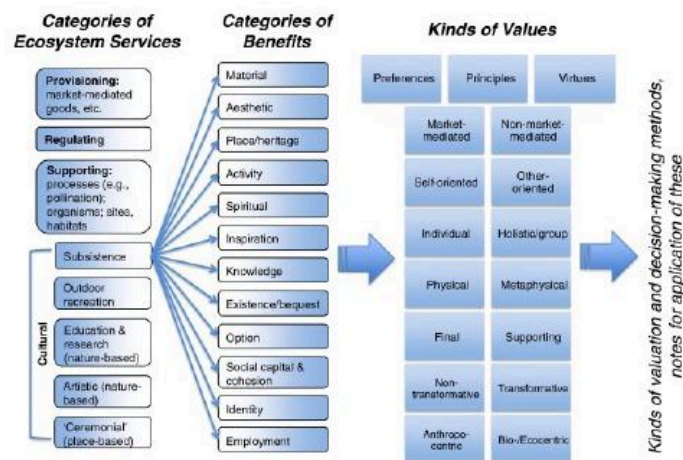 Categories of
Ecosystem Services
Provisioning:
market-mediated
goods, etc.
Regulating
Supporting:
processes (e.g.,
pollination);
organisms; sites,
habitats
Cultural
Subsistence
Outdoor
recreation
Education &
research
(nature-based)
Artistic (nature-
based)
'Ceremonial'
(place-based)
Categories of
Benefits
Material
Aesthetic
Place/heritage
Activity
Spiritual
Inspiration
Knowledge
Existence/bequest
Option
Social capital &
cohesion
Identity
Employment
Kinds of Values
Preferences
Principles
Virtues
Market-
mediated
Non-market-
mediated
Self-oriented
Other-
oriented
Individual
Holistic/group
Physical
Metaphysical
Final
Supporting
Non-
transformative
Transformative
Anthropo-
centric
Bio-/Ecocentric
Kinds of valuation and decision-making methods,
notes for application of these